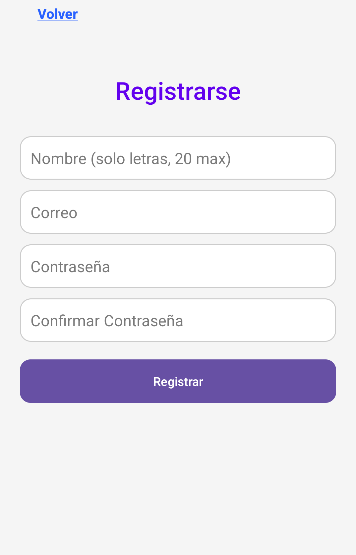 Volver
Registrarse
Nombre (solo letras, 20 max)
Correo
Contraseña
Confirmar Contraseña
Registrar